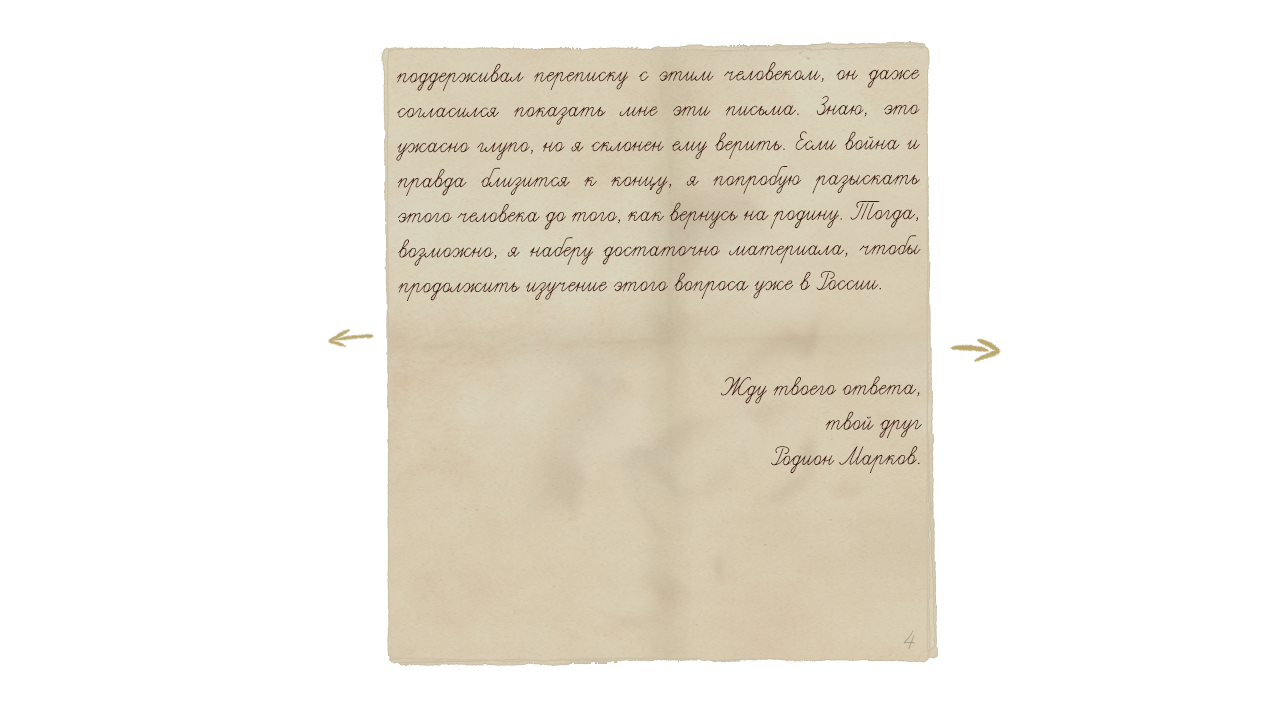 поддерживал переписку с этим человеком, он даже
согласился показать мне эти письма. Знаю, это
ужасно глупо, но я склонен ему верить. Если война и
правда близится к концу, я попробую разыскать
этого человека до того, как вернусь на родину. Тогда,
возможно, я наберу достаточно материала, чтобы
продолжить изучение этого вопроса уже в России.
Жду твоего ответа,
твой друг
Родион Марков.
4